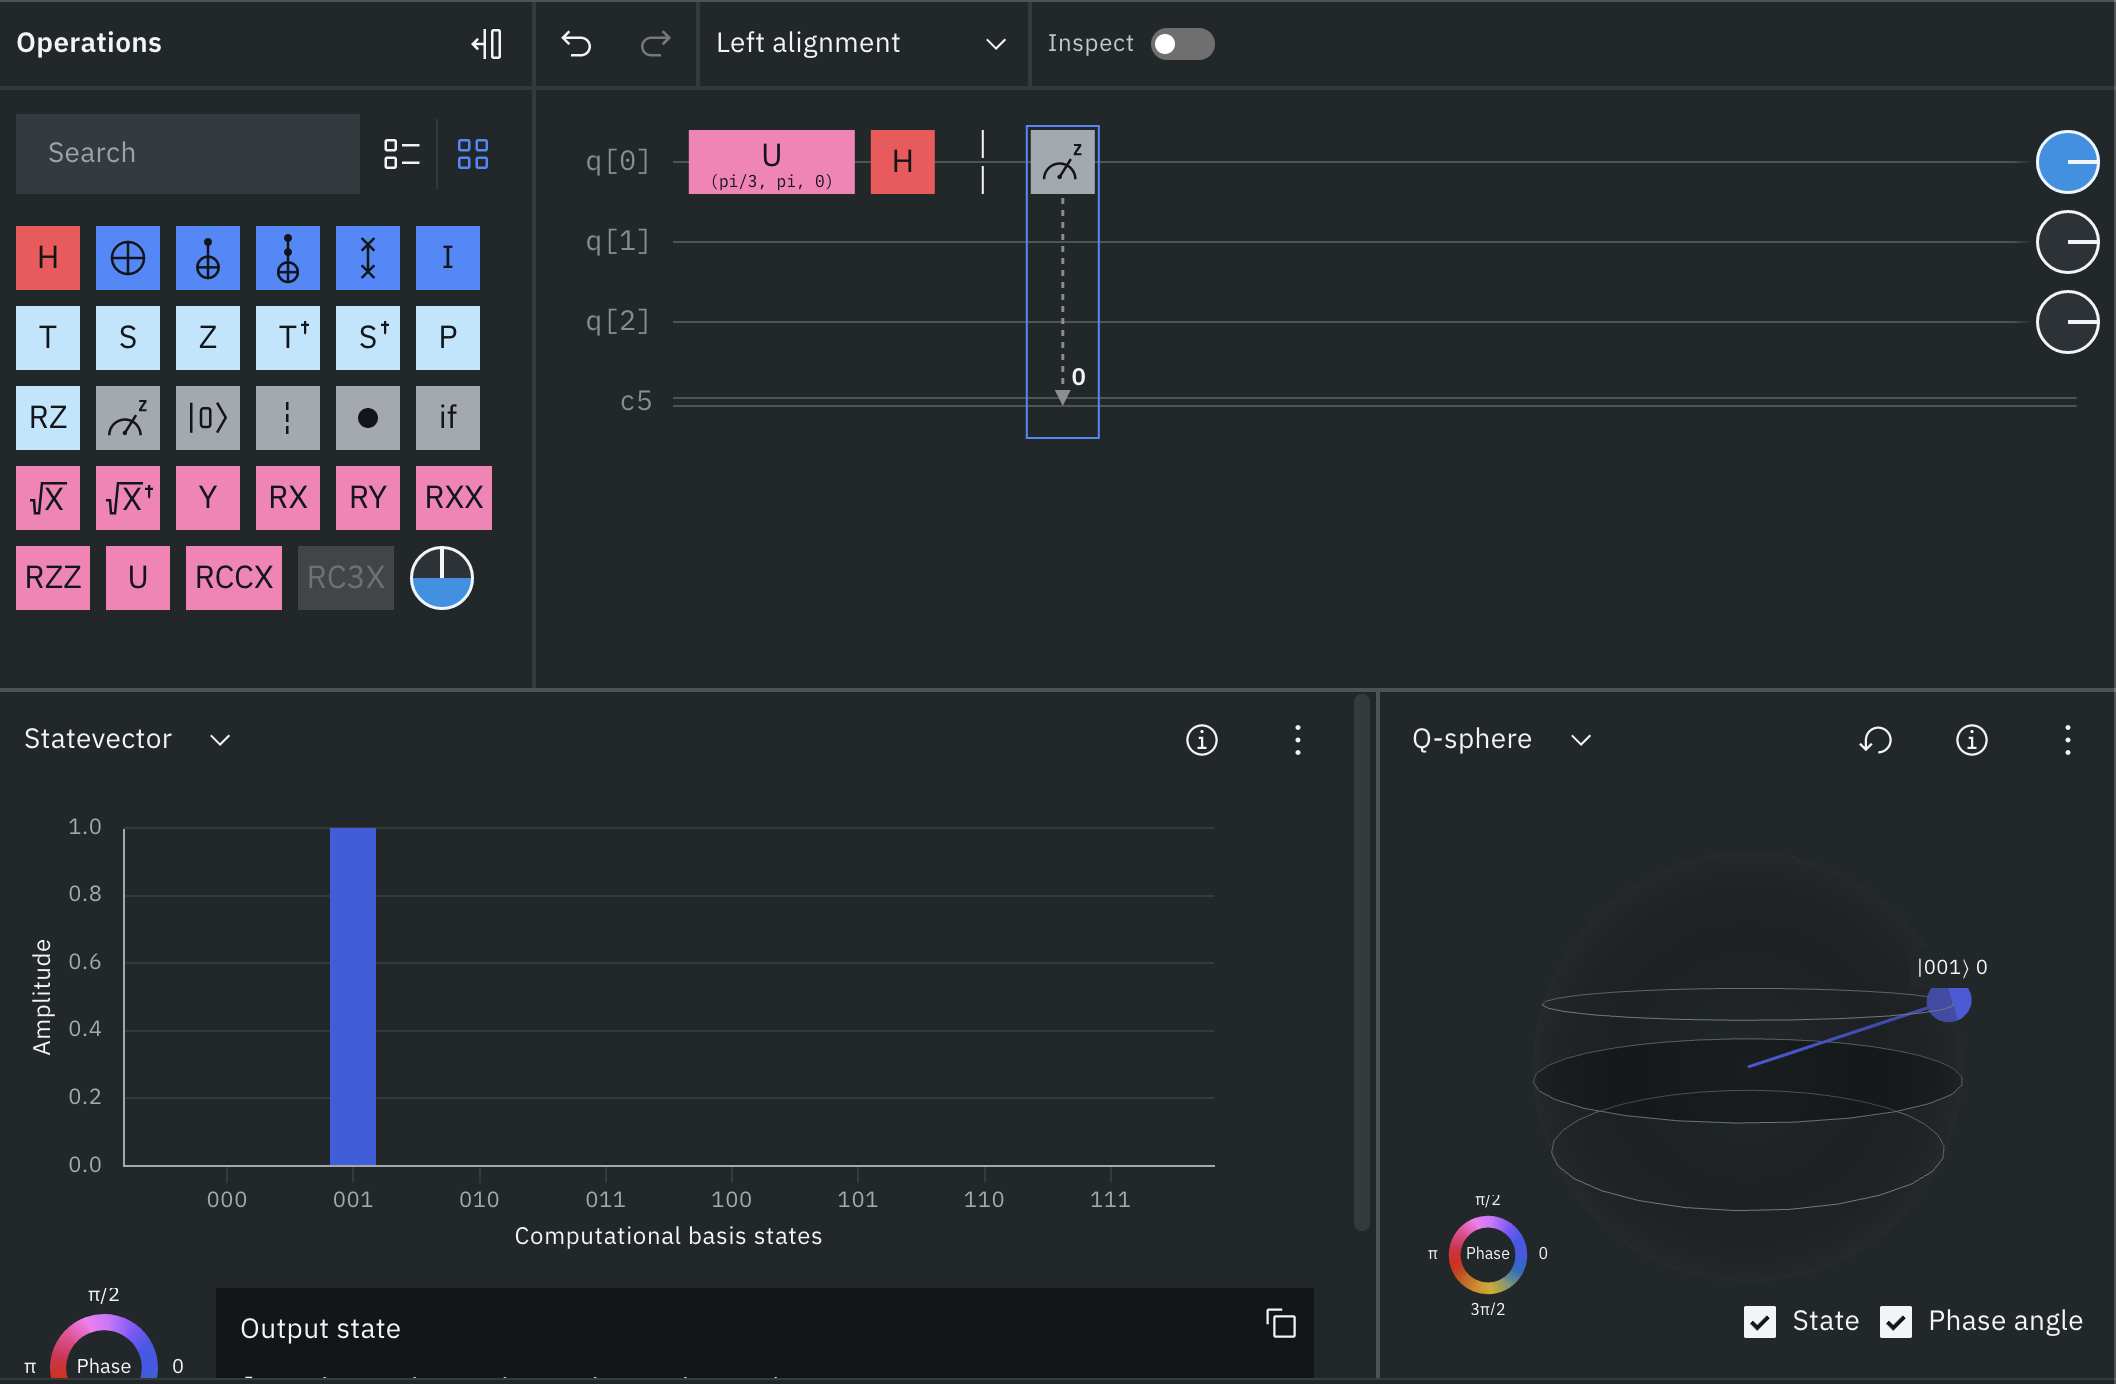 Operations
Left alignment
Inspect
Search
H
I
T S Z T† S† P
RZ z |0⟩ if
√X √X† Y RX RY RXX
RZZ U RCCX RC3X
q[0]
U
(pi/3, pi, 0)
H
z
q[1]
q[2]
0
c5
Statevector
1.0
0.8
0.6
0.4
0.2
0.0
Amplitude
000 001 010 011 100 101 110 111
Computational basis states
π/2
π Phase 0
Output state
Q-sphere
|001⟩ 0
π/2
π Phase 0
3π/2
State
Phase angle